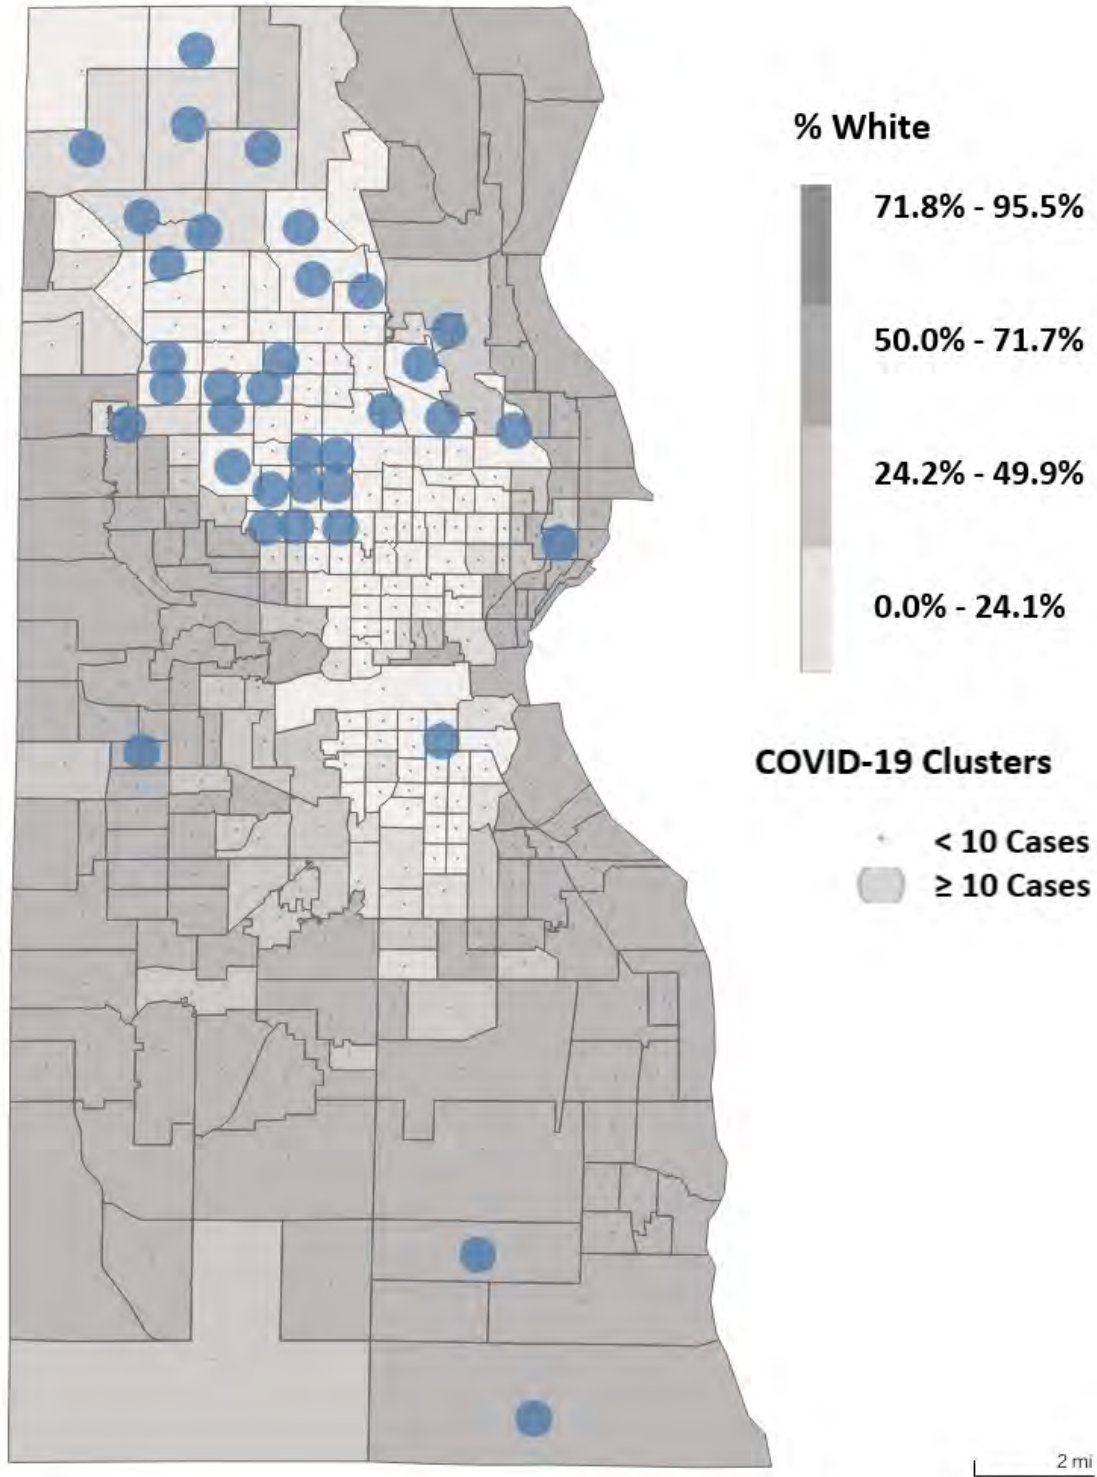 % White
71.8% - 95.5%
50.0% - 71.7%
24.2% - 49.9%
0.0% - 24.1%
COVID-19 Clusters
< 10 Cases
≥ 10 Cases
2 mi